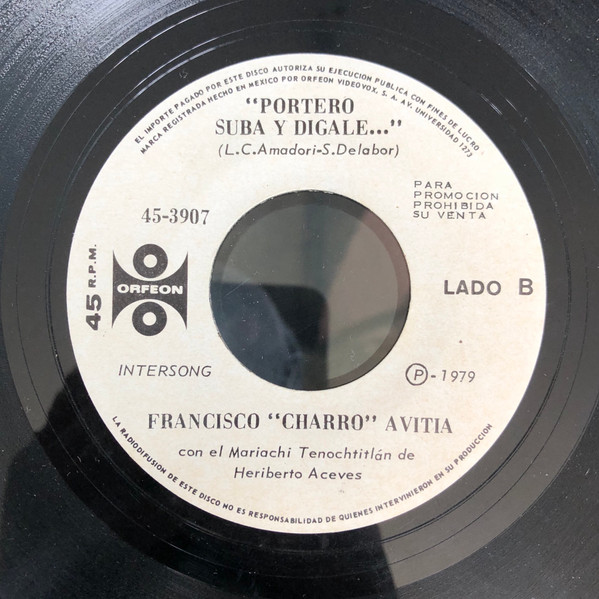 EL IMPORTE PAGADO POR ESTE DISCO AUTORIZA SU EJECUCION PUBLICA CON FINES DE LUCRO
MARCA REGISTRADA HECHO EN MEXICO POR ORFEON VIDEOVOX, S. A. AV. UNIVERSIDAD 1273
"PORTERO
SUBA Y DIGALE..."
(L.C.Amadori-S.Delabor)
PARA
PROMOCION
PROHIBIDA
SU VENTA
45-3907
45 R.P.M.
ORFEON
LADO B
INTERSONG
Ⓟ-1979
FRANCISCO "CHARRO" AVITIA
con el Mariachi Tenochtitlán de
Heriberto Aceves
LA RADIODIFUSION DE ESTE DISCO NO ES RESPONSABILIDAD DE QUIENES INTERVINIERON EN SU PRODUCCION